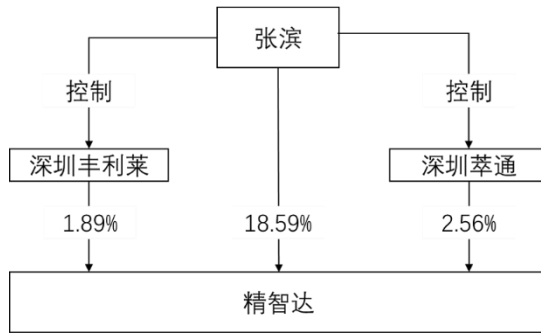 张滨
控制
控制
深圳丰利莱
深圳萃通
1.89%
18.59%
2.56%
精智达